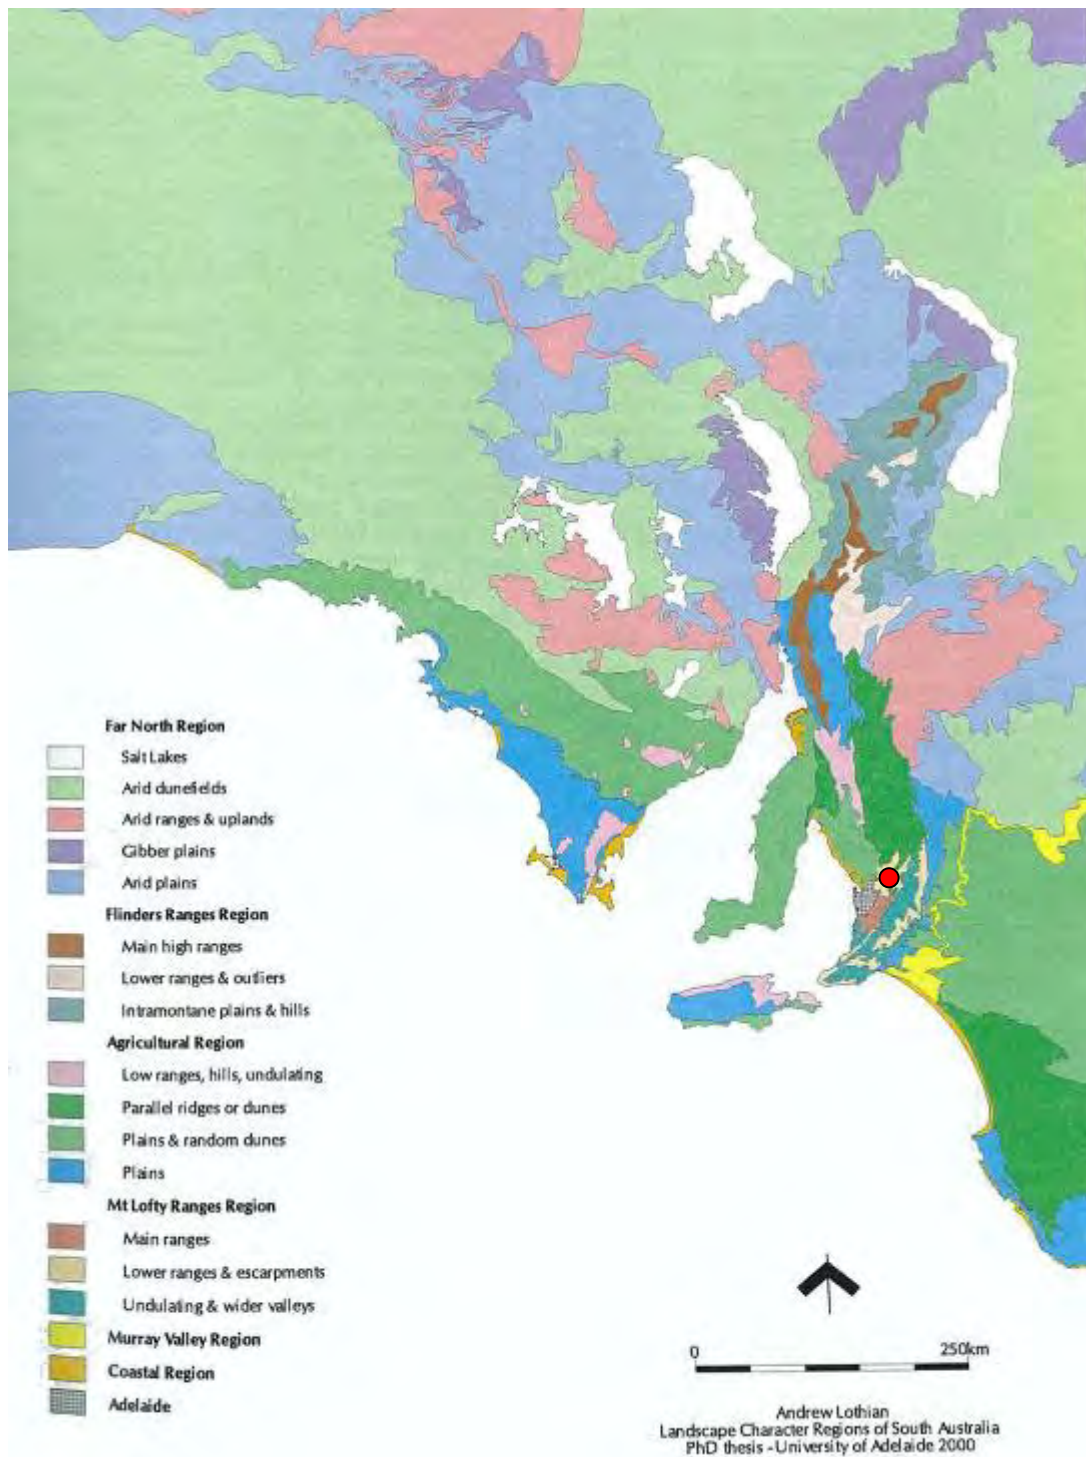 Far North Region
Salt Lakes
Arid dunefields
Arid ranges & uplands
Gibber plains
Arid plains
Flinders Ranges Region
Main high ranges
Lower ranges & outliers
Intramontane plains & hills
Agricultural Region
Low ranges, hills, undulating
Parallel ridges or dunes
Plains & random dunes
Plains
Mt Lofty Ranges Region
Main ranges
Lower ranges & escarpments
Undulating & wider valleys
Murray Valley Region
Coastal Region
Adelaide
0 250km
Andrew Lothian
Landscape Character Regions of South Australia
PhD thesis - University of Adelaide 2000